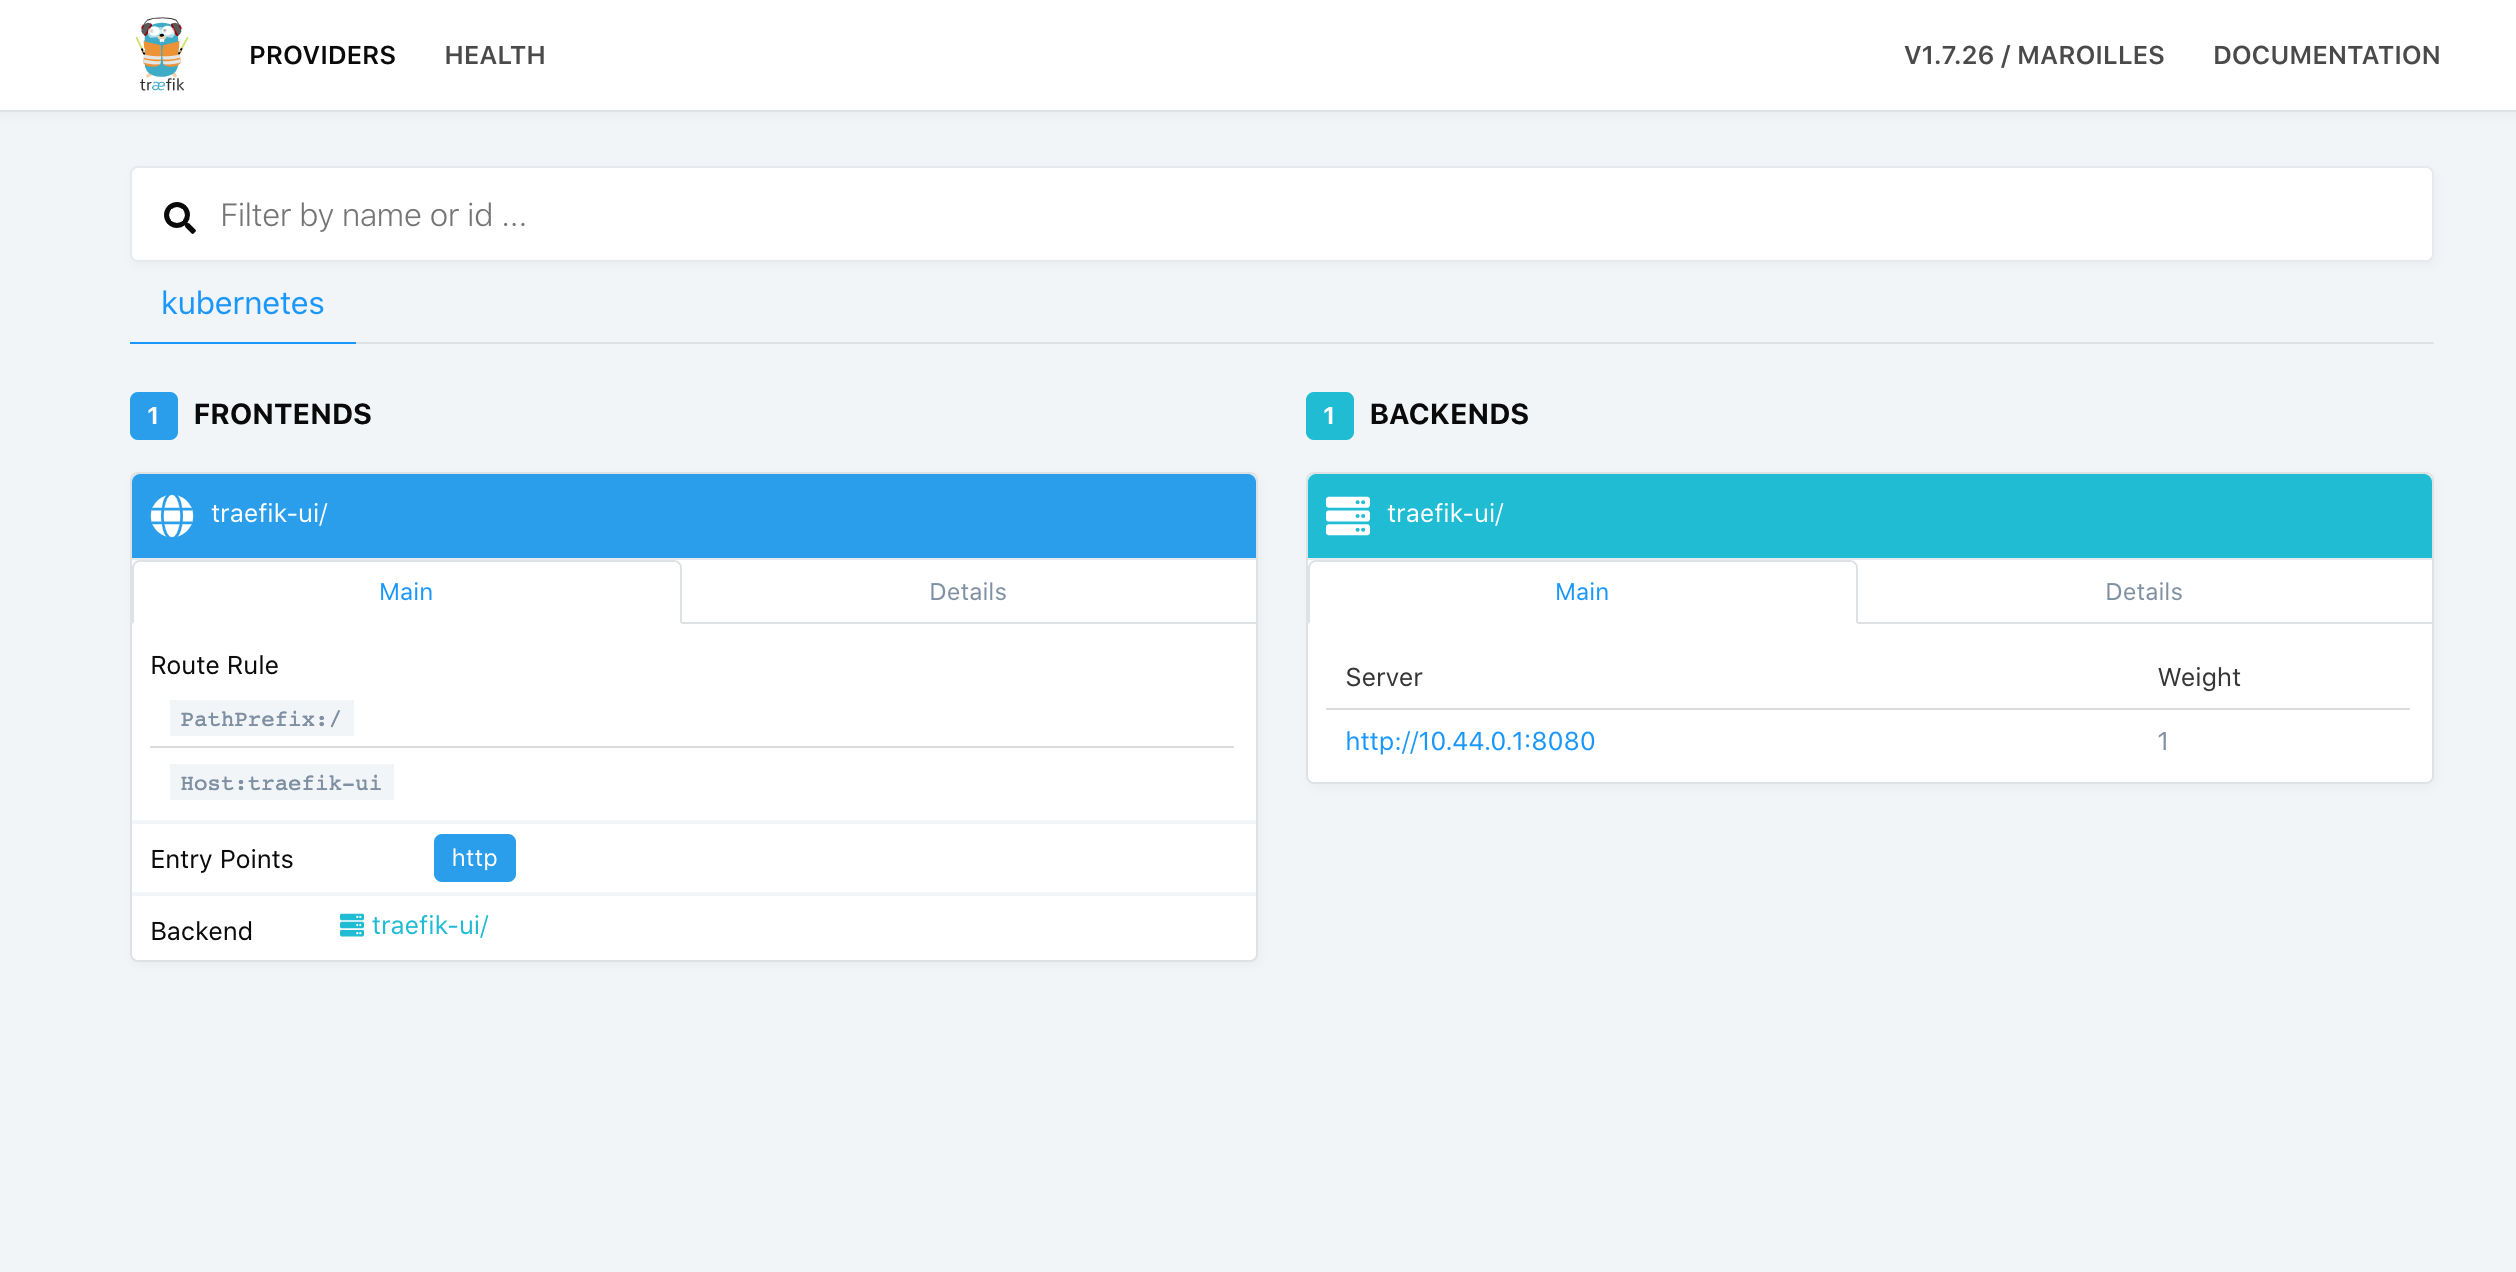 træfik
PROVIDERS HEALTH V1.7.26 / MAROILLES DOCUMENTATION
Filter by name or id ...
kubernetes
1 FRONTENDS
traefik-ui/
Main Details
Route Rule
PathPrefix:/
Host:traefik-ui
Entry Points http
Backend traefik-ui/
1 BACKENDS
traefik-ui/
Main Details
Server Weight
http://10.44.0.1:8080 1